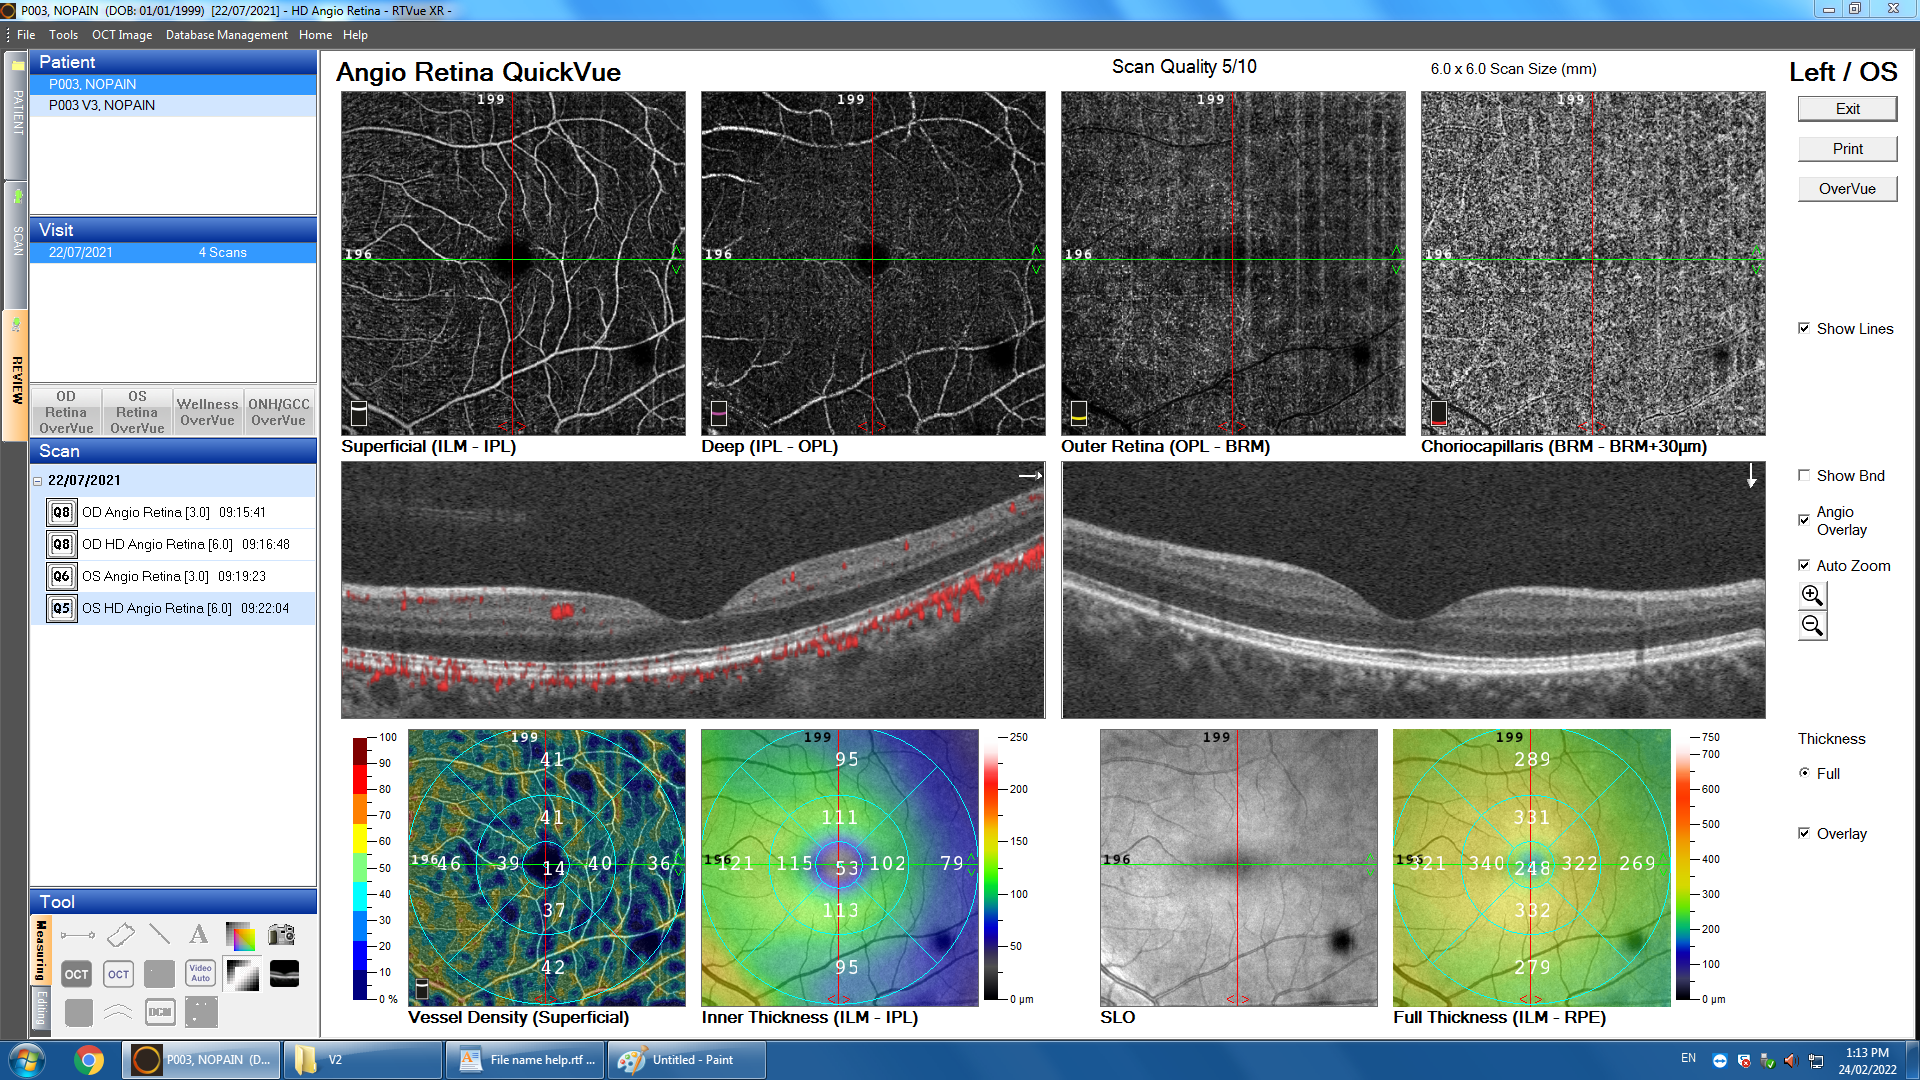 P003, NOPAIN (DOB: 01/01/1999) [22/07/2021] - HD Angio Retina - RTVue XR -
File Tools OCT Image Database Management Home Help
PATIENT
SCAN
REVIEW
Patient
P003, NOPAIN
P003 V3, NOPAIN
Visit
22/07/2021 4 Scans
OD Retina OverVue
OS Retina OverVue
Wellness OverVue
ONH/GCC OverVue
Scan
22/07/2021
Q8 OD Angio Retina [3.0] 09:15:41
Q8 OD HD Angio Retina [6.0] 09:16:48
Q6 OS Angio Retina [3.0] 09:19:23
Q5 OS HD Angio Retina [6.0] 09:22:04
Tool
Measuring
Editing
A
OCT OCT Video Auto
DCM
Angio Retina QuickVue
Scan Quality 5/10
6.0 x 6.0 Scan Size (mm)
Left / OS
199 199 199 199
196 196 196 196
Superficial (ILM - IPL)
Deep (IPL - OPL)
Outer Retina (OPL - BRM)
Choriocapillaris (BRM - BRM+30µm)
Exit
Print
OverVue
Show Lines
Show Bnd
Angio Overlay
Auto Zoom
Thickness
Full
Overlay
100
90
80
70
60
50
40
30
20
10
0 %
199
41
41
196 46 39 14 40 36
37
42
Vessel Density (Superficial)
199
95
111
196 121 115 53 102 79
113
95
Inner Thickness (ILM - IPL)
250
200
150
100
50
0 µm
199
196
SLO
199
289
331
196 321 340 248 322 269
332
279
Full Thickness (ILM - RPE)
750
700
600
500
400
300
200
100
0 µm
P003, NOPAIN (D...
V2
File name help.rtf ...
Untitled - Paint
EN
1:13 PM
24/02/2022